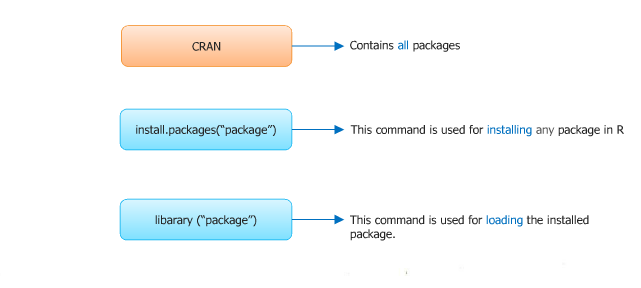 CRAN
Contains all packages
install.packages(“package”)
This command is used for installing any package in R
libarary (“package”)
This command is used for loading the installed
package.